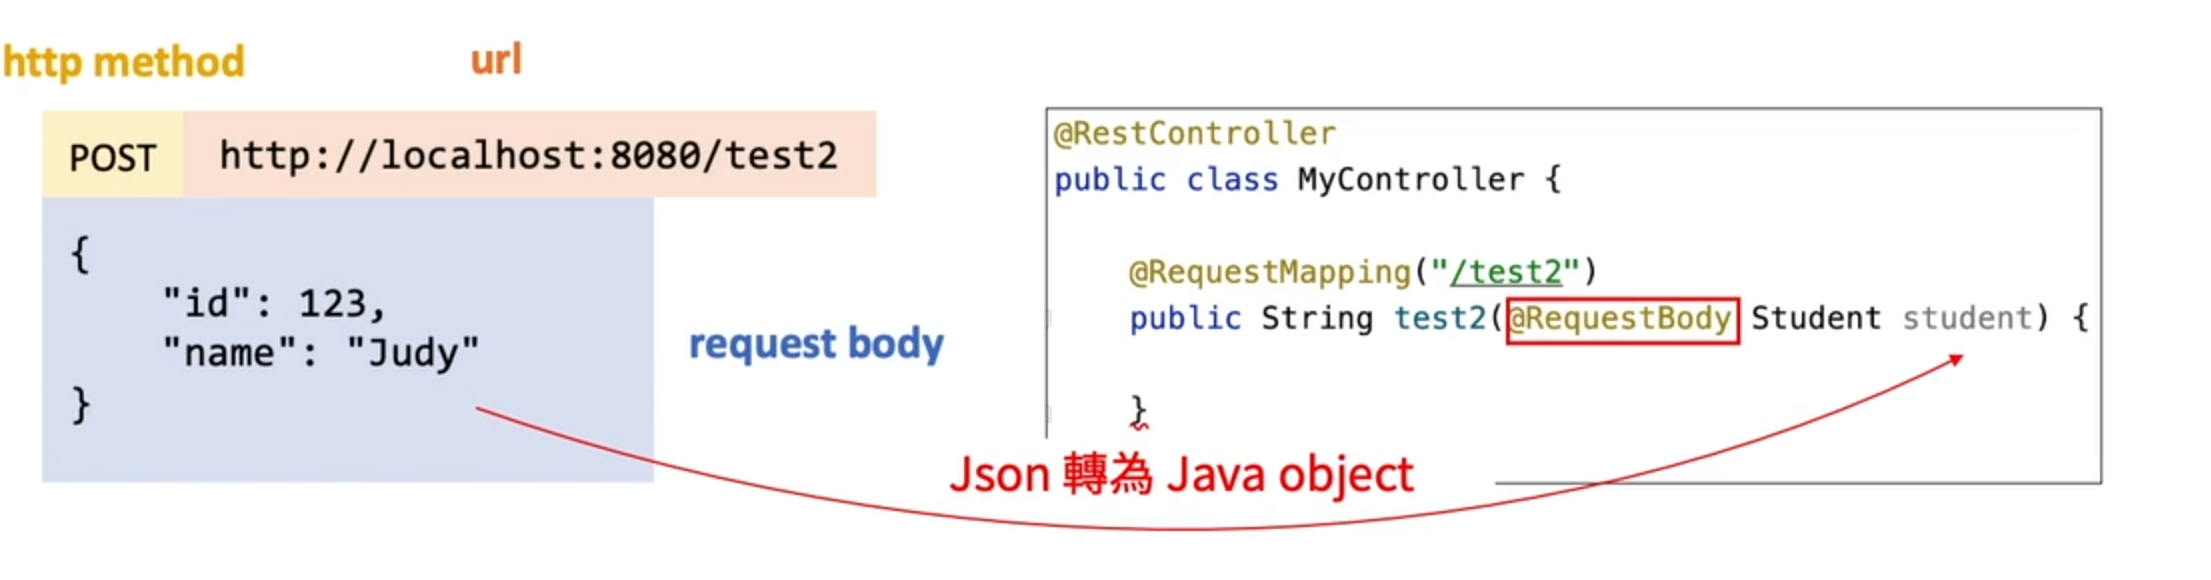 http method
url
POST
http://localhost:8080/test2
{
"id": 123,
"name": "Judy"
}
request body
@RestController
public class MyController {
@RequestMapping("/test2")
public String test2(@RequestBody Student student) {
}
Json 轉為 Java object